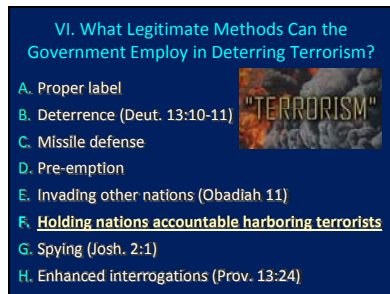 VI. What Legitimate Methods Can the
Government Employ in Deterring Terrorism?
A. Proper label
B. Deterrence (Deut. 13:10-11)
"TERRORISM"
C. Missile defense
D. Pre-emption
E. Invading other nations (Obadiah 11)
F. Holding nations accountable harboring terrorists
G. Spying (Josh. 2:1)
H. Enhanced interrogations (Prov. 13:24)